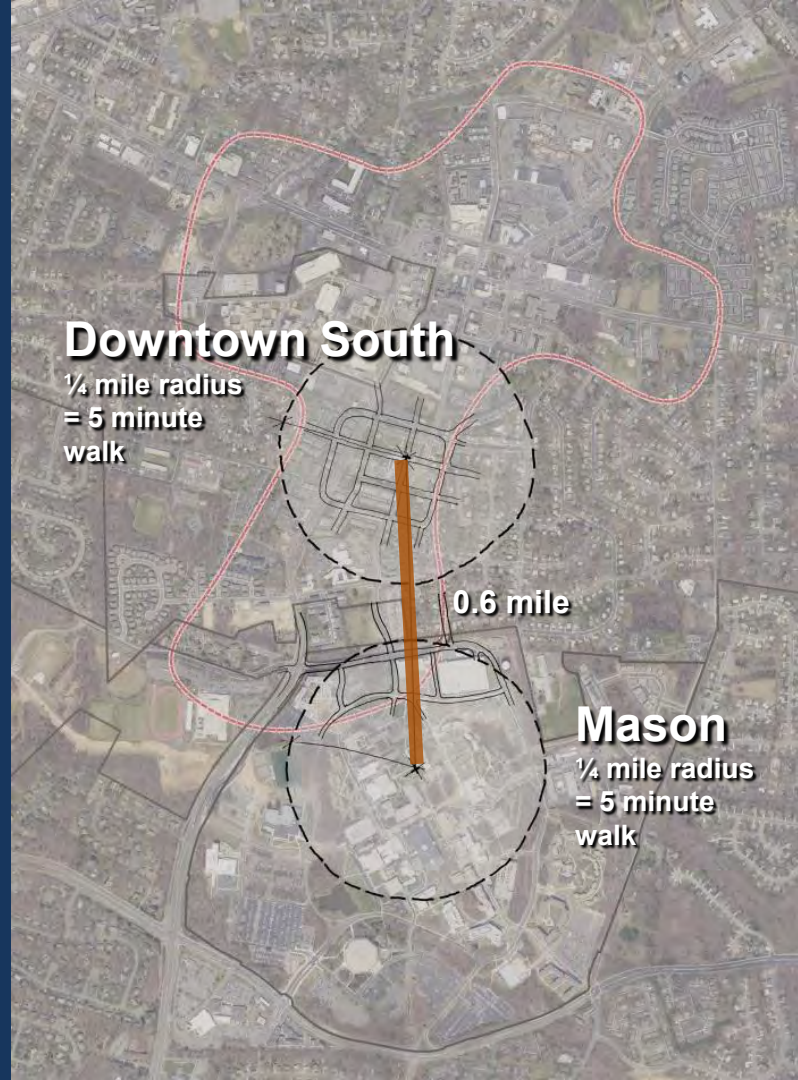 Downtown South
¼ mile radius
= 5 minute
walk
0.6 mile
Mason
¼ mile radius
= 5 minute
walk